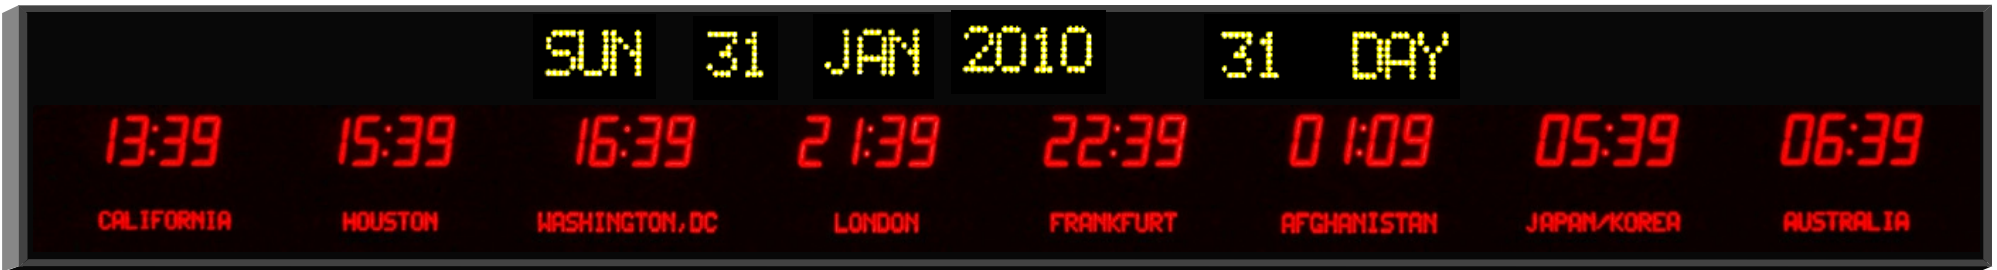 SUN 31 JAN 2010 31 DAY
13:39 15:39 16:39 21:39 22:39 01:09 05:39 06:39
CALIFORNIA HOUSTON WASHINGTON,DC LONDON FRANKFURT AFGHANISTAN JAPAN/KOREA AUSTRALIA